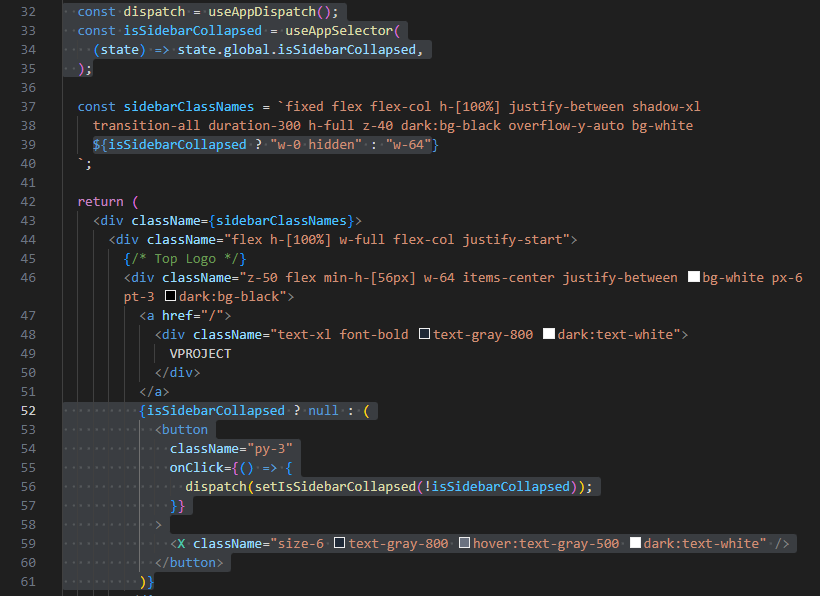 32 const dispatch = useAppDispatch();
33 const isSidebarCollapsed = useAppSelector(
34 (state) => state.global.isSidebarCollapsed,
35 );
36
37 const sidebarClassNames = `fixed flex flex-col h-[100%] justify-between shadow-xl
38 transition-all duration-300 h-full z-40 dark:bg-black overflow-y-auto bg-white
39 ${isSidebarCollapsed ? "w-0 hidden" : "w-64"}
40 `;
41
42 return (
43 <div className={sidebarClassNames}>
44 <div className="flex h-[100%] w-full flex-col justify-start">
45 {/* Top Logo */}
46 <div className="z-50 flex min-h-[56px] w-64 items-center justify-between bg-white px-6
pt-3 dark:bg-black">
47 <a href="/">
48 <div className="text-xl font-bold text-gray-800 dark:text-white">
49 VPROJECT
50 </div>
51 </a>
52 {isSidebarCollapsed ? null : (
53 <button
54 className="py-3"
55 onClick={() => {
56 dispatch(setIsSidebarCollapsed(!isSidebarCollapsed));
57 }}
58 >
59 <X className="size-6 text-gray-800 hover:text-gray-500 dark:text-white" />
60 </button>
61 )}